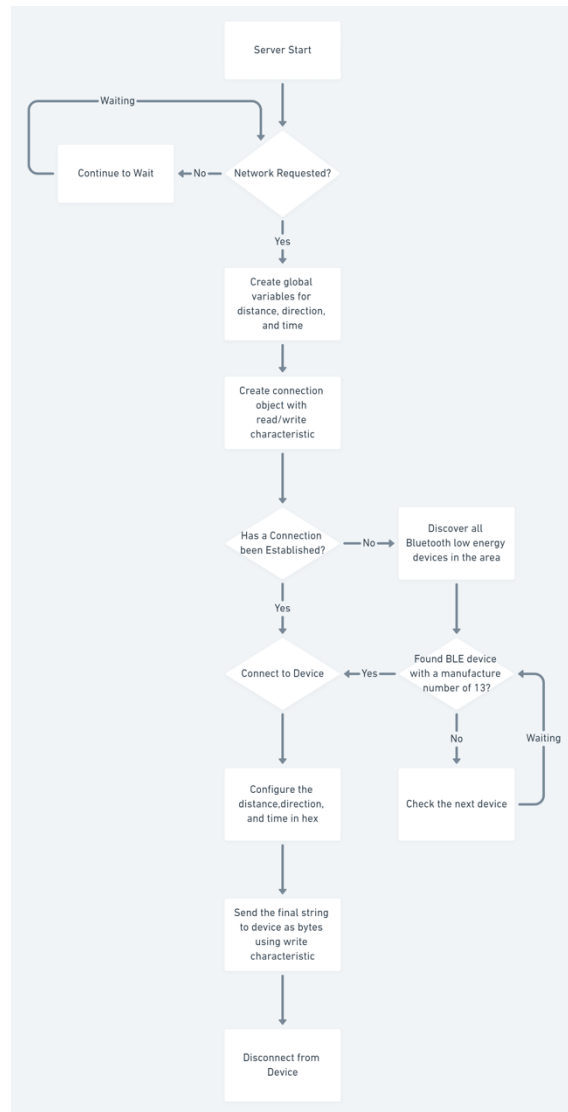 Server Start
Waiting
Continue to Wait
No
Network Requested?
Yes
Create global
variables for
distance, direction,
and time
Create connection
object with
read/write
characteristic
Has a Connection
been Established?
No
Discover all
Bluetooth low energy
devices in the area
Yes
Connect to Device
Yes
Found BLE device
with a manufacture
number of 13?
No
Waiting
Configure the
distance,direction,
and time in hex
Check the next device
Send the final string
to device as bytes
using write
characteristic
Disconnect from
Device